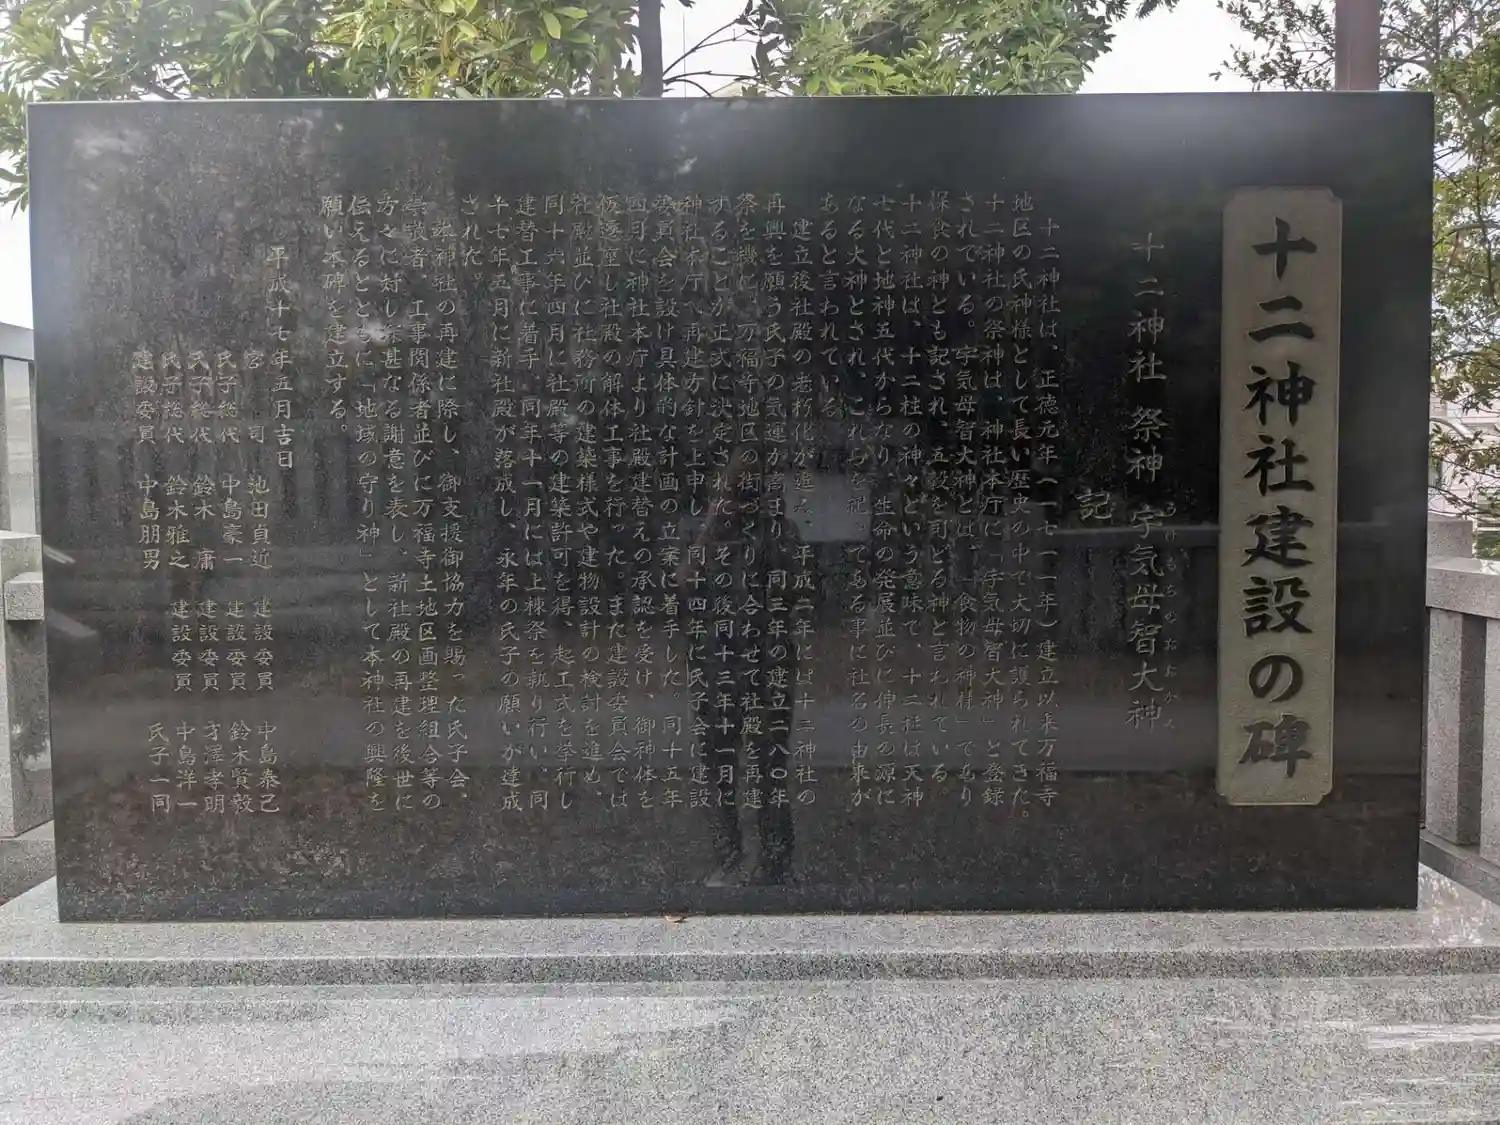 十二神社建設の碑
十二神社 祭神 宇気母智大神
うけもちのおおかみ
記
十二神社は、正徳元年(一七一一年)建立以来万福寺
地区の氏神様として長い歴史の中で大切に護られてきた。
十二神社の祭神は、神社本庁に「宇気母智大神」と登録
されている。宇気母智大神とは、「食物の神様」であり
保食の神とも記され、五穀を司どる神と言われている。
十二神社は、十二柱の神々という意味で、十二柱は天神
七代と地神五代からなり、生命の発展並びに伸長の源に
なる大神とされ、これらを祀ってある事に社名の由来が
あると言われている。
建立後社殿の老朽化が進み、平成二年には十二神社の
再興を願う氏子の気運が高まり、同三年の建立二八〇年
祭を機に、万福寺地区の街づくりに合わせて社殿を再建
することが正式に決定された。その後同十三年十一月に
神社本庁へ再建方針を上申し、同十四年に氏子会に建設
委員会を設け具体的な計画の立案に着手した。同十五年
四月に神社本庁より社殿建替えの承認を受け、御神体を
仮遷座し社殿の解体工事を行った。また建設委員会では
社殿並びに社務所の建築様式や建物設計の検討を進め、
同十六年四月に社殿等の建築許可を得、起工式を挙行し
建替工事に着手、同年十一月には上棟祭を執り行い、同
十七年五月に新社殿が落成し、永年の氏子の願いが達成
された。
神社の再建に際し、御支援御協力を賜った氏子会、
崇敬者、工事関係者並びに万福寺土地区画整理組合等の
方々に対し深甚なる謝意を表し、新社殿の再建を後世に
伝えるとともに「地域の守り神」として本神社の興隆を
願い本碑を建立する。
平成十七年五月吉日
宮 司 池田貞近 建設委員 中島泰己
氏子総代 中島豪一 建設委員 鈴木賢毅
氏子総代 鈴木 庸 建設委員 才澤孝明
氏子総代 鈴木雅之 建設委員 中島洋一
建設委員 中島朋男 氏子一同